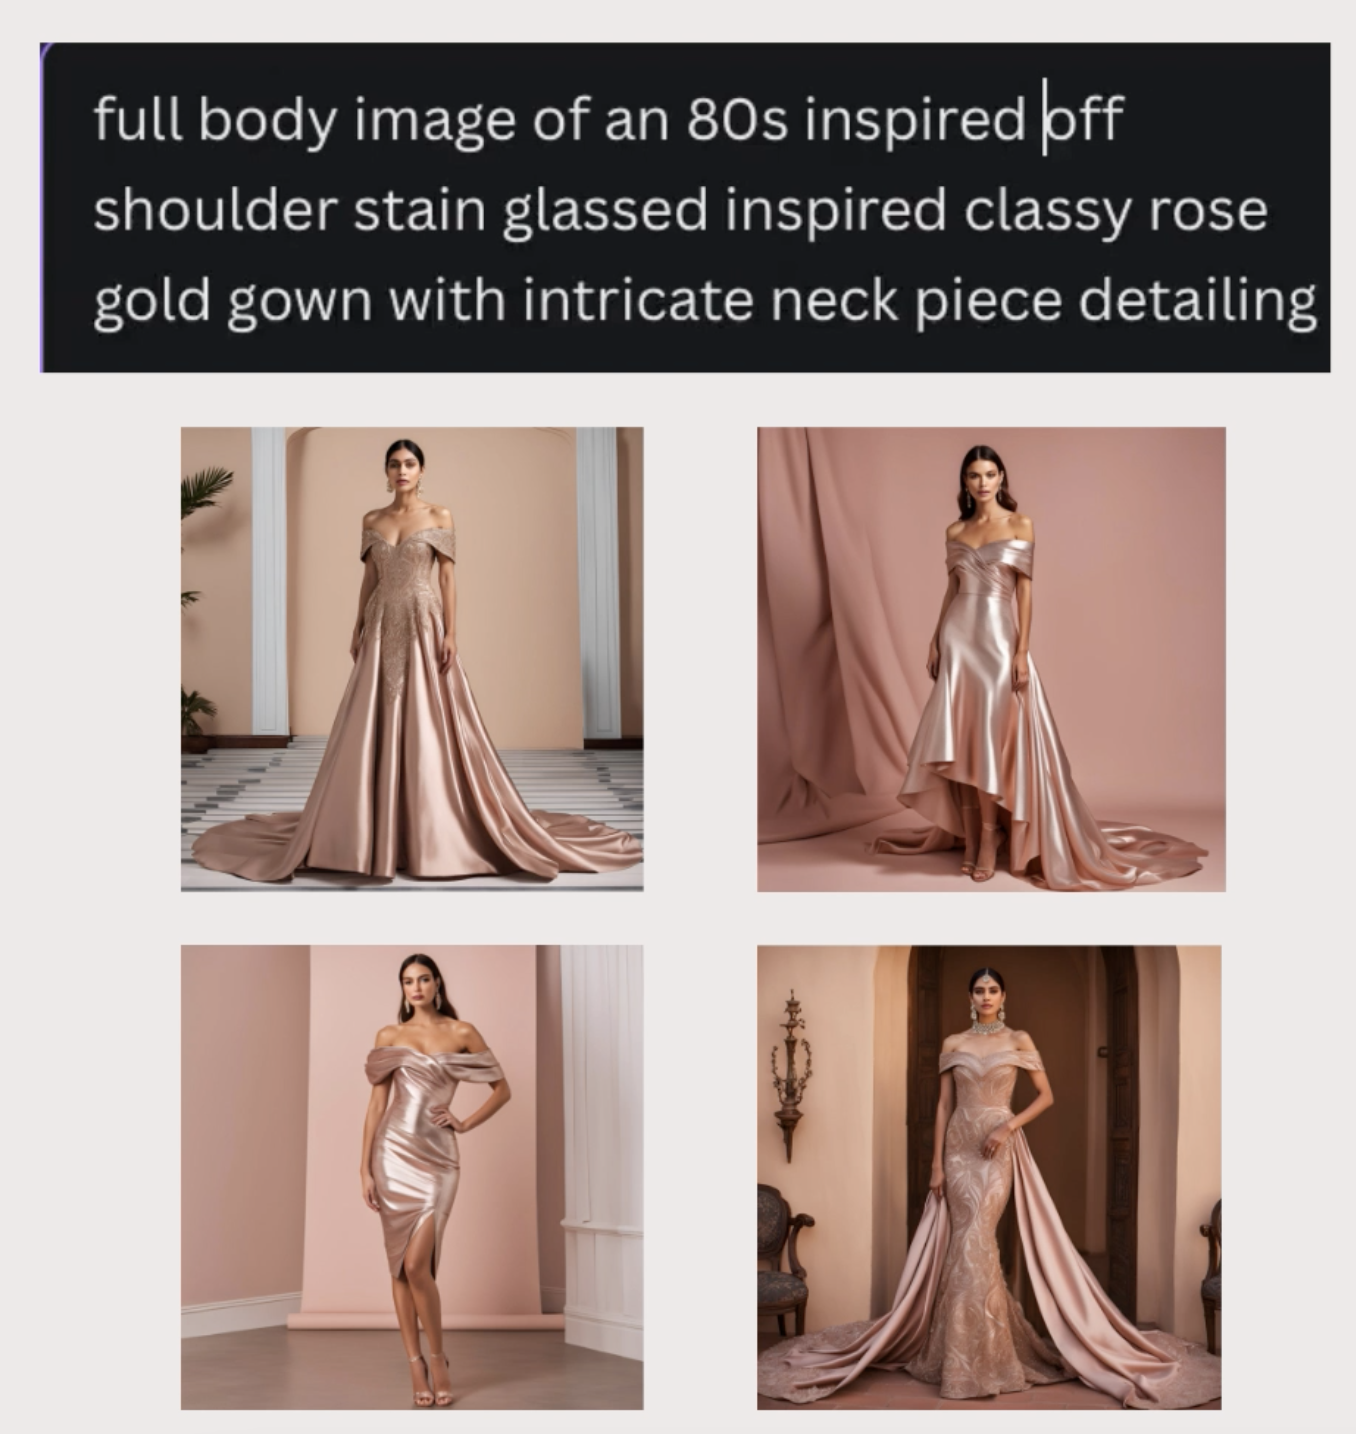 full body image of an 80s inspired off
shoulder stain glassed inspired classy rose
gold gown with intricate neck piece detailing